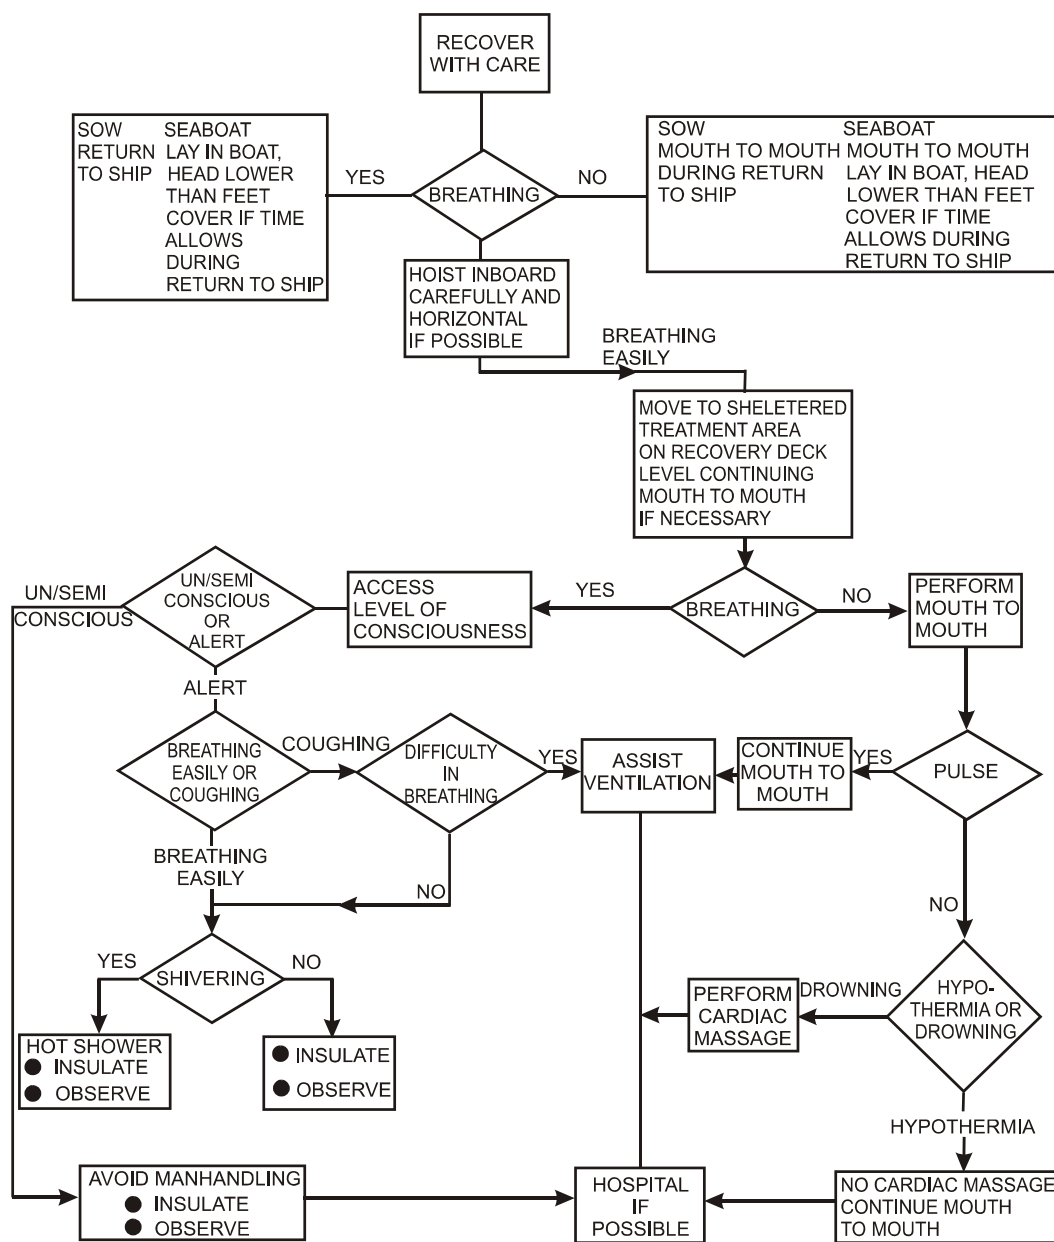 RECOVER
WITH CARE
SOW SEABOAT
RETURN LAY IN BOAT,
TO SHIP HEAD LOWER
THAN FEET
COVER IF TIME
ALLOWS
DURING
RETURN TO SHIP
YES
BREATHING
NO
SOW SEABOAT
MOUTH TO MOUTH MOUTH TO MOUTH
DURING RETURN LAY IN BOAT, HEAD
TO SHIP LOWER THAN FEET
COVER IF TIME
ALLOWS DURING
RETURN TO SHIP
HOIST INBOARD
CAREFULLY AND
HORIZONTAL
IF POSSIBLE
BREATHING
EASILY
MOVE TO SHELETERED
TREATMENT AREA
ON RECOVERY DECK
LEVEL CONTINUING
MOUTH TO MOUTH
IF NECESSARY
UN/SEMI
CONSCIOUS
UN/SEMI
CONSCIOUS
OR
ALERT
ACCESS
LEVEL OF
CONSCIOUSNESS
YES
BREATHING
NO
PERFORM
MOUTH TO
MOUTH
ALERT
BREATHING
EASILY OR
COUGHING
COUGHING
DIFFICULTY
IN
BREATHING
YES
ASSIST
VENTILATION
CONTINUE
MOUTH TO
MOUTH
YES
PULSE
BREATHING
EASILY
NO
NO
YES
SHIVERING
NO
HOT SHOWER
● INSULATE
● OBSERVE
● INSULATE
● OBSERVE
PERFORM
CARDIAC
MASSAGE
DROWNING
HYPO-
THERMIA OR
DROWNING
HYPOTHERMIA
AVOID MANHANDLING
● INSULATE
● OBSERVE
HOSPITAL
IF
POSSIBLE
NO CARDIAC MASSAGE
CONTINUE MOUTH
TO MOUTH